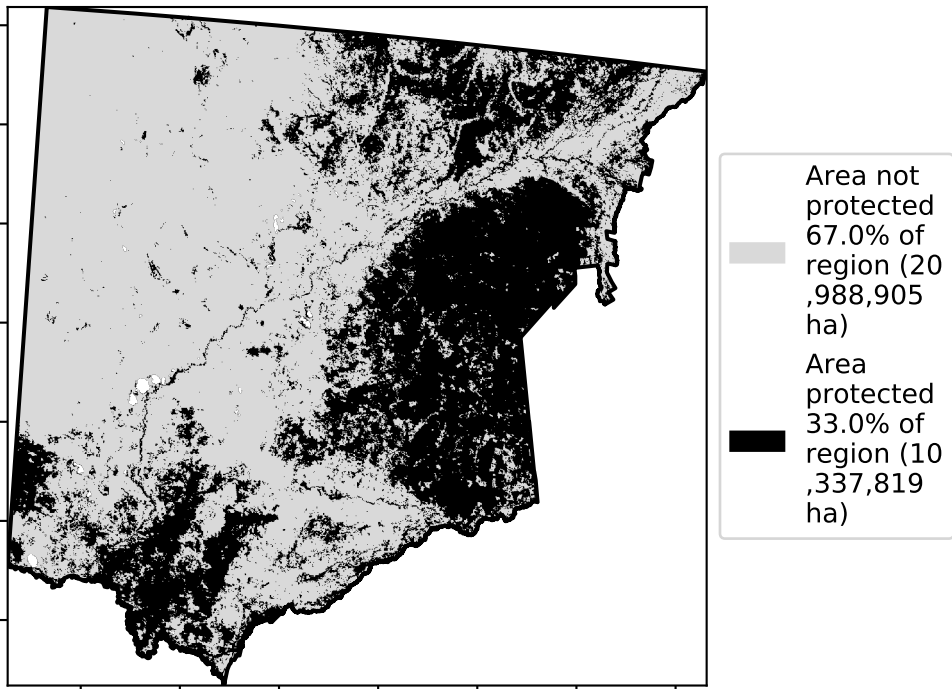 Area not
protected
67.0% of
region (20
,988,905
ha)
Area
protected
33.0% of
region (10
,337,819
ha)